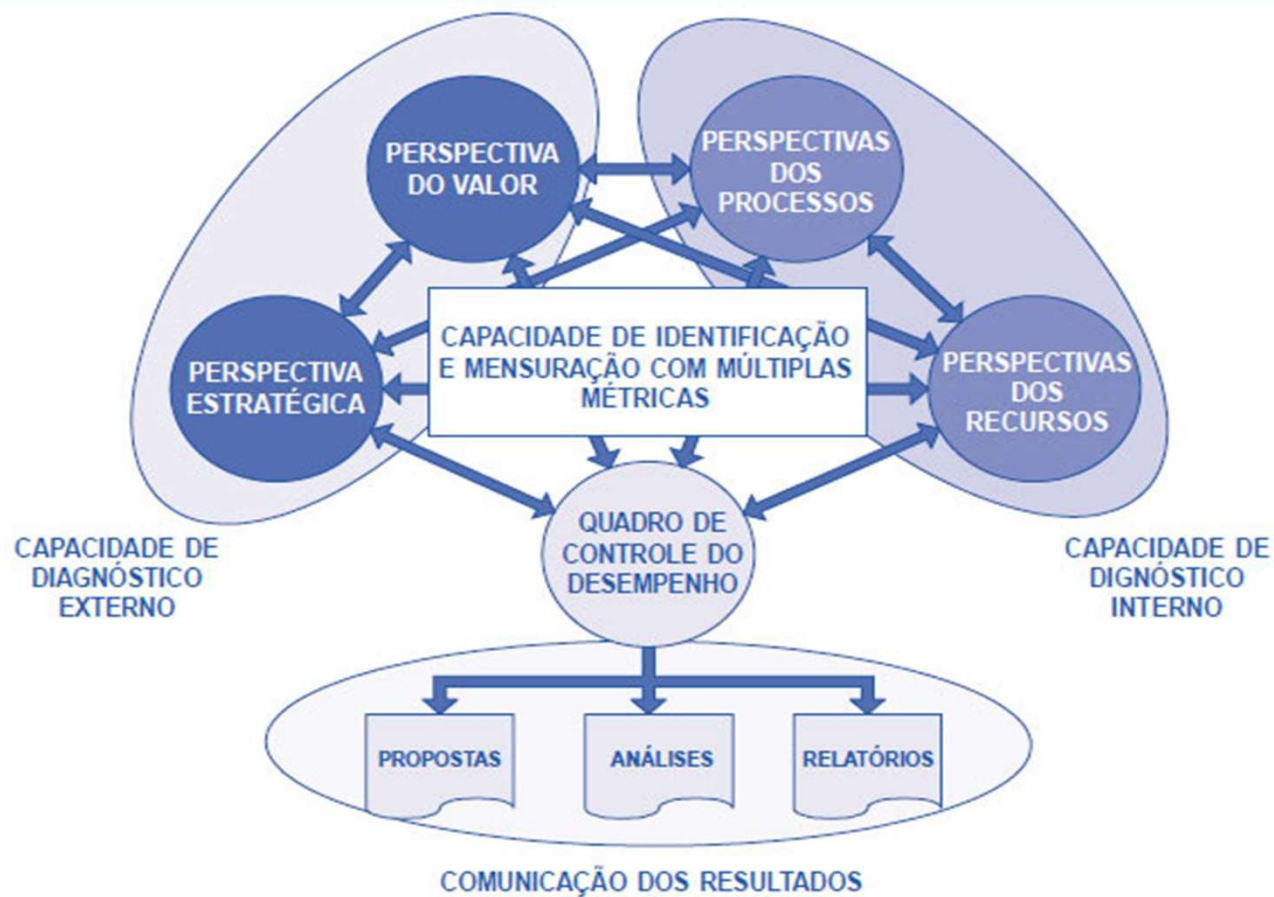 PERSPECTIVA
DO VALOR
PERSPECTIVAS
DOS
PROCESSOS
CAPACIDADE DE IDENTIFICAÇÃO
E MENSURAÇÃO COM MÚLTIPLAS
MÉTRICAS
PERSPECTIVA
ESTRATÉGICA
PERSPECTIVAS
DOS
RECURSOS
QUADRO DE
CONTROLE DO
DESEMPENHO
CAPACIDADE DE
DIAGNÓSTICO
EXTERNO
CAPACIDADE DE
DIGNÓSTICO
INTERNO
PROPOSTAS
ANÁLISES
RELATÓRIOS
COMUNICAÇÃO DOS RESULTADOS